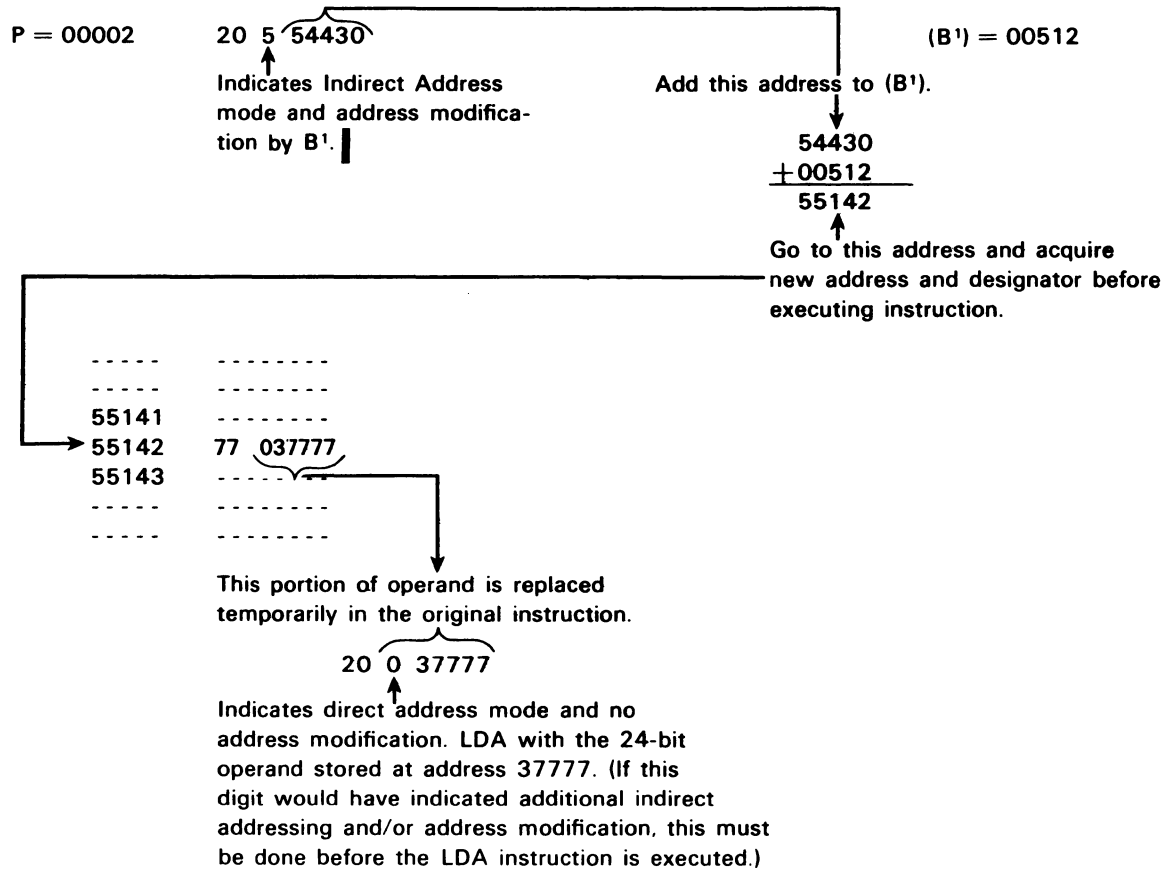 P = 00002 20 5 54430 (B¹) = 00512
Indicates Indirect Address
mode and address modifica-
tion by B¹.
Add this address to (B¹).
54430
+00512
55142
Go to this address and acquire
new address and designator before
executing instruction.
- - - - - - - - - - - - -
- - - - - - - - - - - - -
55141 - - - - - - - -
55142 77 037777
55143 - - - - - - - -
- - - - - - - - - - - - -
- - - - - - - - - - - - -
This portion of operand is replaced
temporarily in the original instruction.
20 0 37777
Indicates direct address mode and no
address modification. LDA with the 24-bit
operand stored at address 37777. (If this
digit would have indicated additional indirect
addressing and/or address modification, this must
be done before the LDA instruction is executed.)